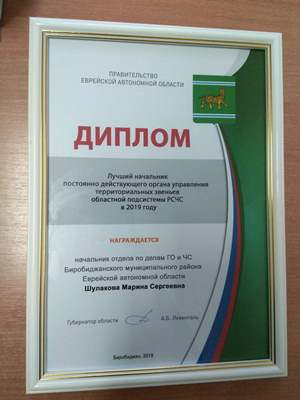 ПРАВИТЕЛЬСТВО
ЕВРЕЙСКОЙ АВТОНОМНОЙ ОБЛАСТИ
ДИПЛОМ
Лучший начальник
постоянно действующего органа управления
территориальных звеньев
областной подсистемы РСЧС
в 2019 году
НАГРАЖДАЕТСЯ
начальник отдела по делам ГО и ЧС
Биробиджанского муниципального района
Еврейской автономной области
Шулакова Марина Сергеевна
Губернатор области А.Б. Левинталь
Биробиджан, 2019